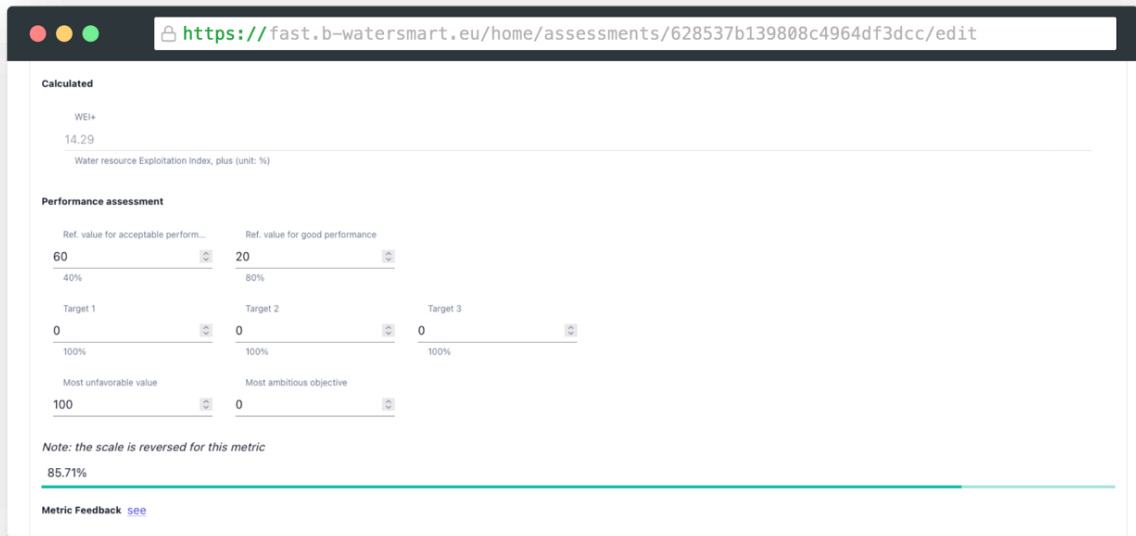 https://fast.b-watersmart.eu/home/assessments/628537b139808c4964df3dcc/edit
Calculated
WEI+
14.29
Water resource Exploitation Index, plus (unit: %)
Performance assessment
Ref. value for acceptable perform... Ref. value for good performance
60 20
40% 80%
Target 1 Target 2 Target 3
0 0 0
100% 100% 100%
Most unfavorable value Most ambitious objective
100 0
Note: the scale is reversed for this metric
85.71%
Metric Feedback see